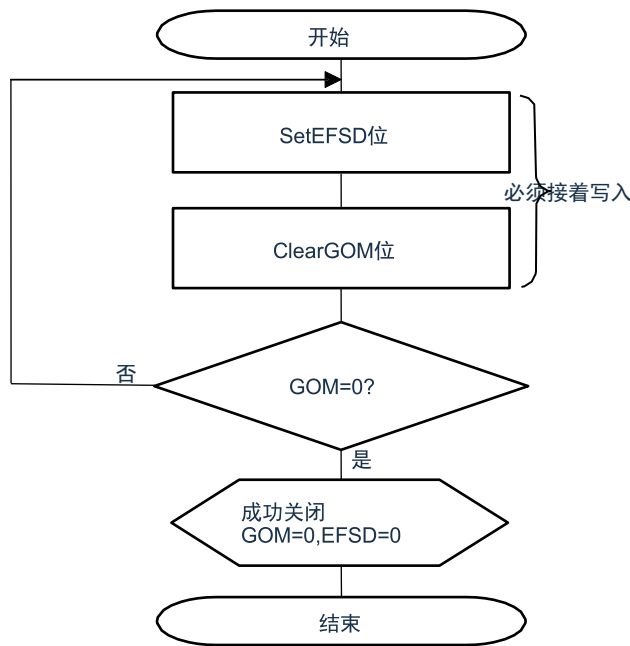 开始
SetEFSD位
必须接着写入
ClearGOM位
否
GOM=0?
是
成功关闭
GOM=0,EFSD=0
结束